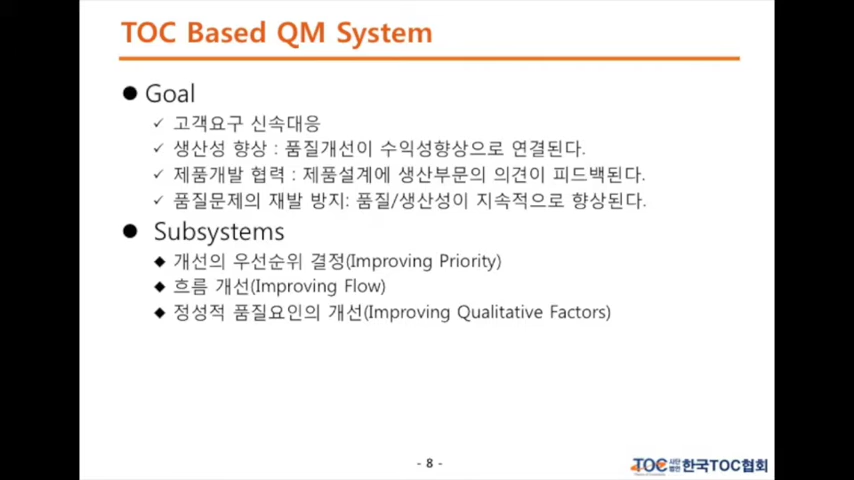 TOC Based QM System
● Goal
✓ 고객요구 신속대응
✓ 생산성 향상 : 품질개선이 수익성향상으로 연결된다.
✓ 제품개발 협력 : 제품설계에 생산부문의 의견이 피드백된다.
✓ 품질문제의 재발 방지: 품질/생산성이 지속적으로 향상된다.
● Subsystems
◆ 개선의 우선순위 결정(Improving Priority)
◆ 흐름 개선(Improving Flow)
◆ 정성적 품질요인의 개선(Improving Qualitative Factors)
- 8 -
TOC 사단법인 한국TOC협회